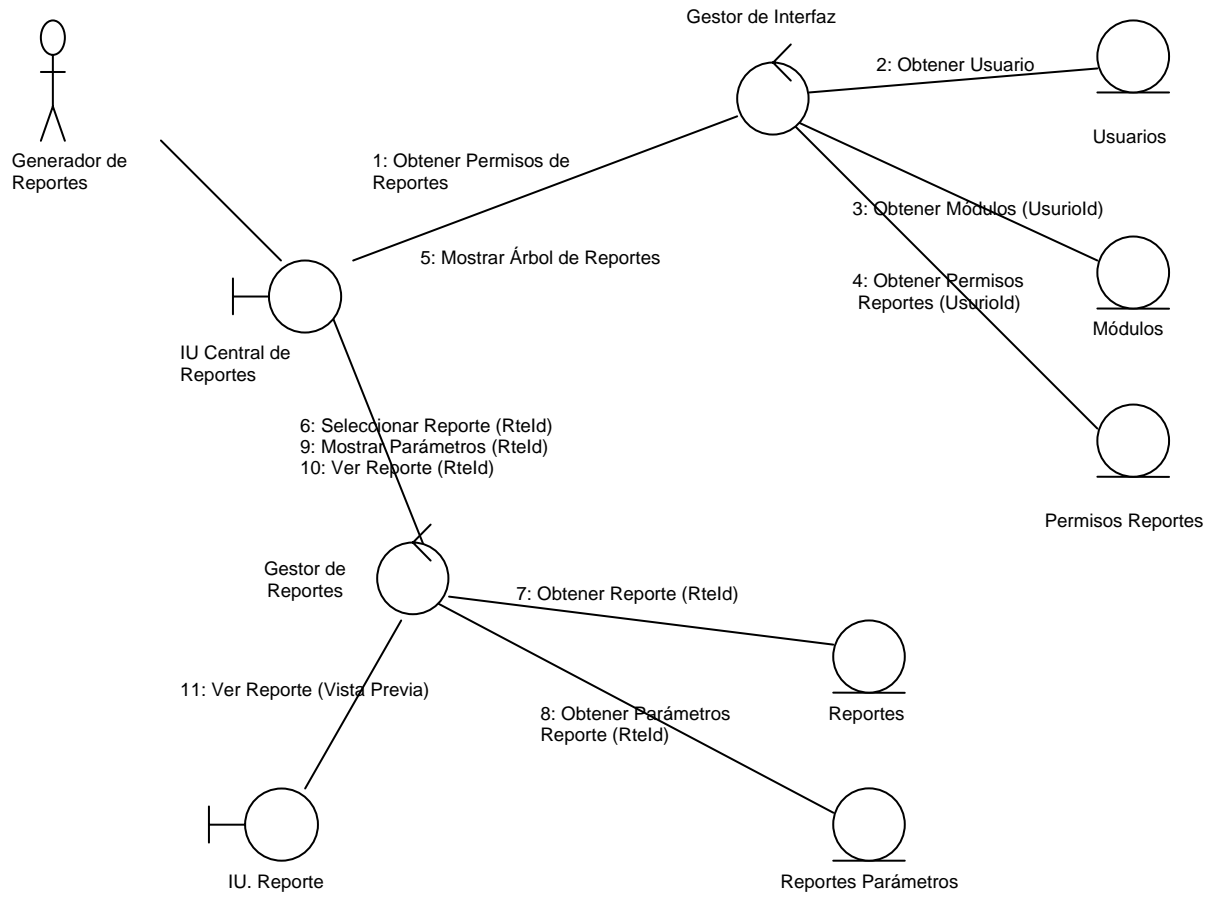 Gestor de Interfaz
2: Obtener Usuario
Usuarios
Generador de
Reportes
1: Obtener Permisos de
Reportes
3: Obtener Módulos (UsurioId)
5: Mostrar Árbol de Reportes
4: Obtener Permisos
Reportes (UsurioId)
Módulos
IU Central de
Reportes
6: Seleccionar Reporte (RteId)
9: Mostrar Parámetros (RteId)
10: Ver Reporte (RteId)
Permisos Reportes
Gestor de
Reportes
7: Obtener Reporte (RteId)
11: Ver Reporte (Vista Previa)
8: Obtener Parámetros
Reporte (RteId)
Reportes
IU. Reporte
Reportes Parámetros